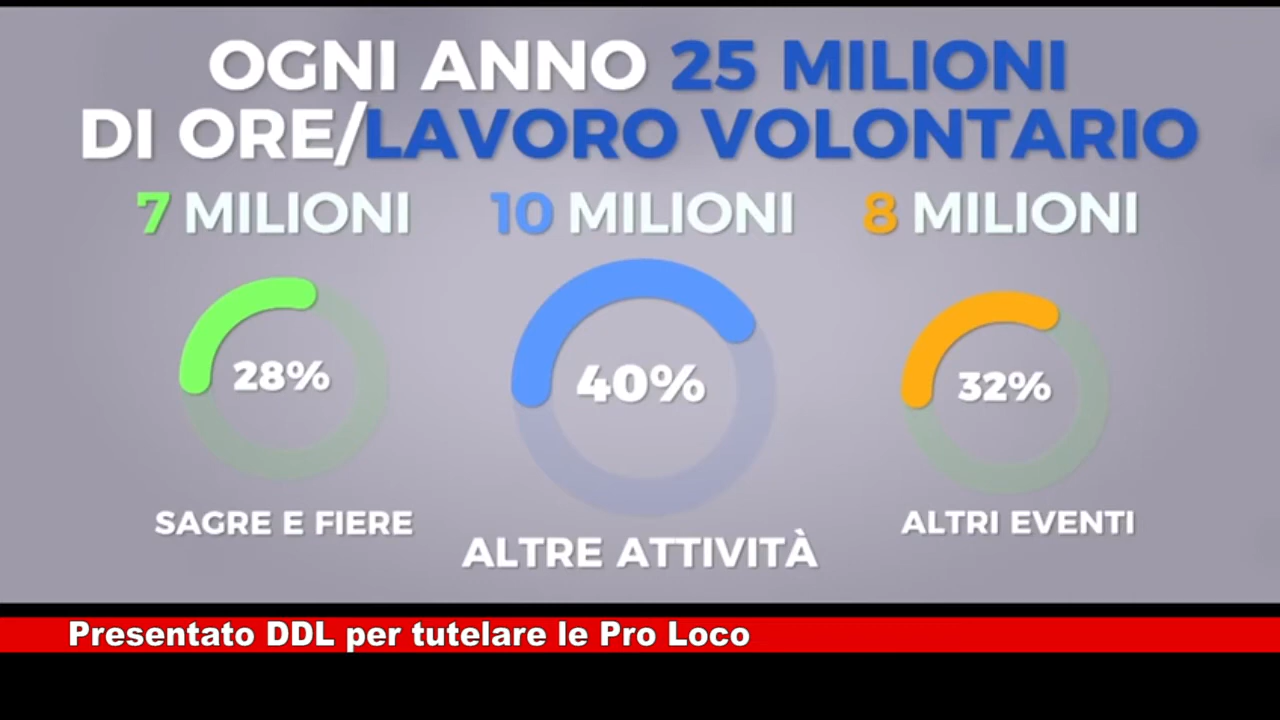 OGNI ANNO 25 MILIONI
DI ORE/LAVORO VOLONTARIO
7 MILIONI
10 MILIONI
8 MILIONI
28%
40%
32%
SAGRE E FIERE
ALTRE ATTIVITÀ
ALTRI EVENTI
Presentato DDL per tutelare le Pro Loco